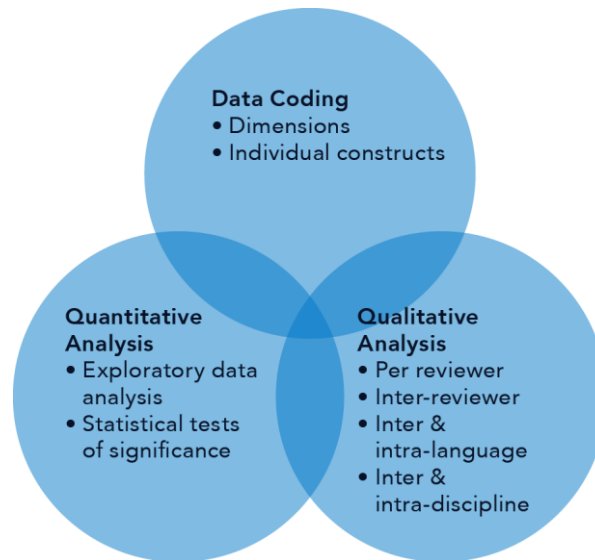 Data Coding
• Dimensions
• Individual constructs
Quantitative
Analysis
• Exploratory data
analysis
• Statistical tests
of significance
Qualitative
Analysis
• Per reviewer
• Inter-reviewer
• Inter &
intra-language
• Inter &
intra-discipline